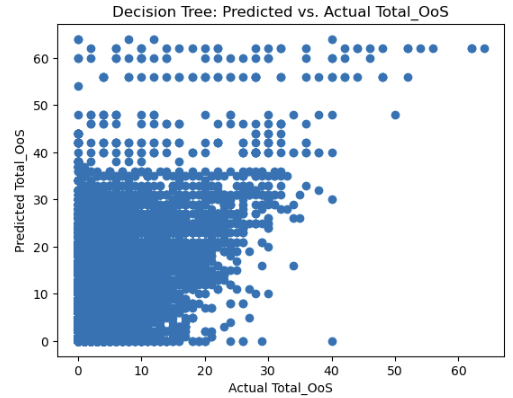 Decision Tree: Predicted vs. Actual Total_OoS
60
50
40
30
20
10
0
Predicted Total_OoS
0 10 20 30 40 50 60
Actual Total_OoS